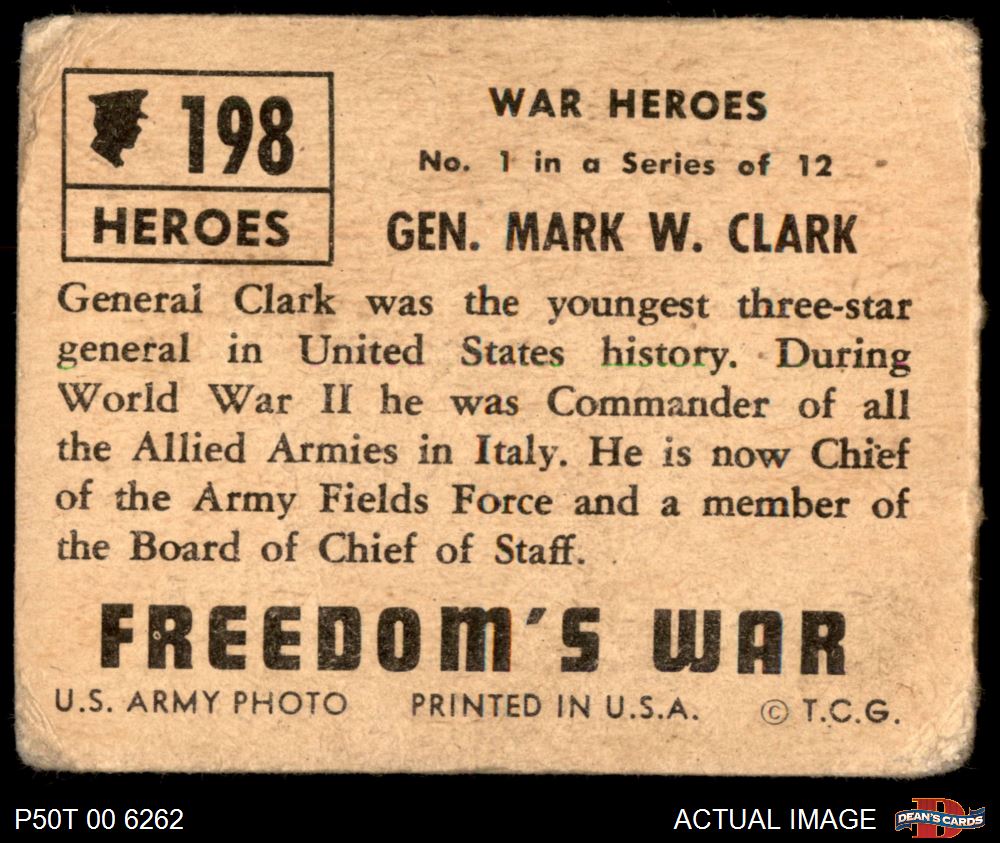 198
HEROES
WAR HEROES
No. 1 in a Series of 12
GEN. MARK W. CLARK
General Clark was the youngest three-star
general in United States history. During
World War II he was Commander of all
the Allied Armies in Italy. He is now Chief
of the Army Fields Force and a member of
the Board of Chief of Staff.
FREEDOM'S WAR
U.S. ARMY PHOTO PRINTED IN U.S.A. © T.C.G.
P50T 00 6262 ACTUAL IMAGE DEAN'S CARDS